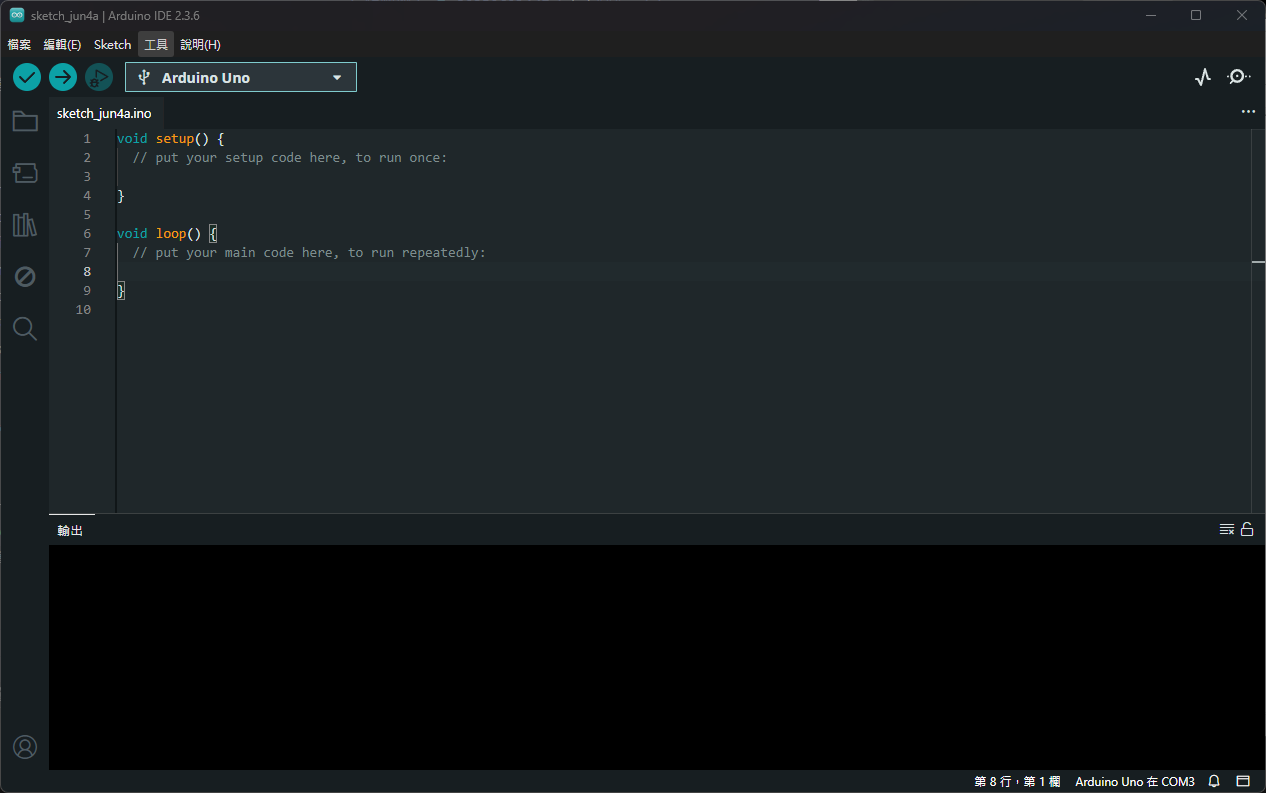 sketch_jun4a | Arduino IDE 2.3.6
檔案 編輯(E) Sketch 工具 說明(H)
Arduino Uno
sketch_jun4a.ino
1 void setup() {
2 // put your setup code here, to run once:
3
4 }
5
6 void loop() {
7 // put your main code here, to run repeatedly:
8
9 }
10
輸出
第 8 行，第 1 欄 Arduino Uno 在 COM3